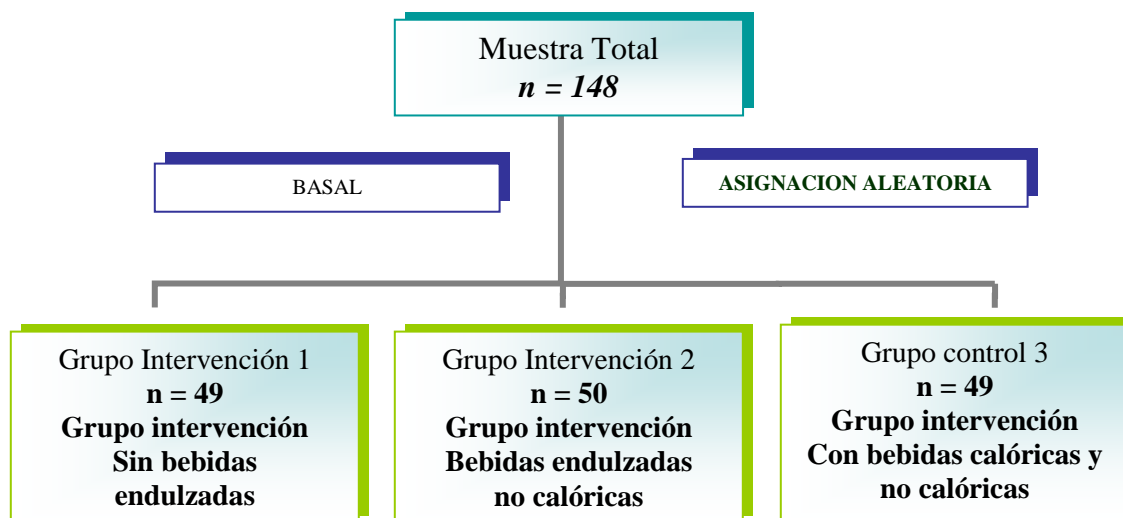 Muestra Total
n = 148
BASAL
ASIGNACION ALEATORIA
Grupo Intervención 1
n = 49
Grupo intervención
Sin bebidas
endulzadas
Grupo Intervención 2
n = 50
Grupo intervención
Bebidas endulzadas
no calóricas
Grupo control 3
n = 49
Grupo intervención
Con bebidas calóricas y
no calóricas